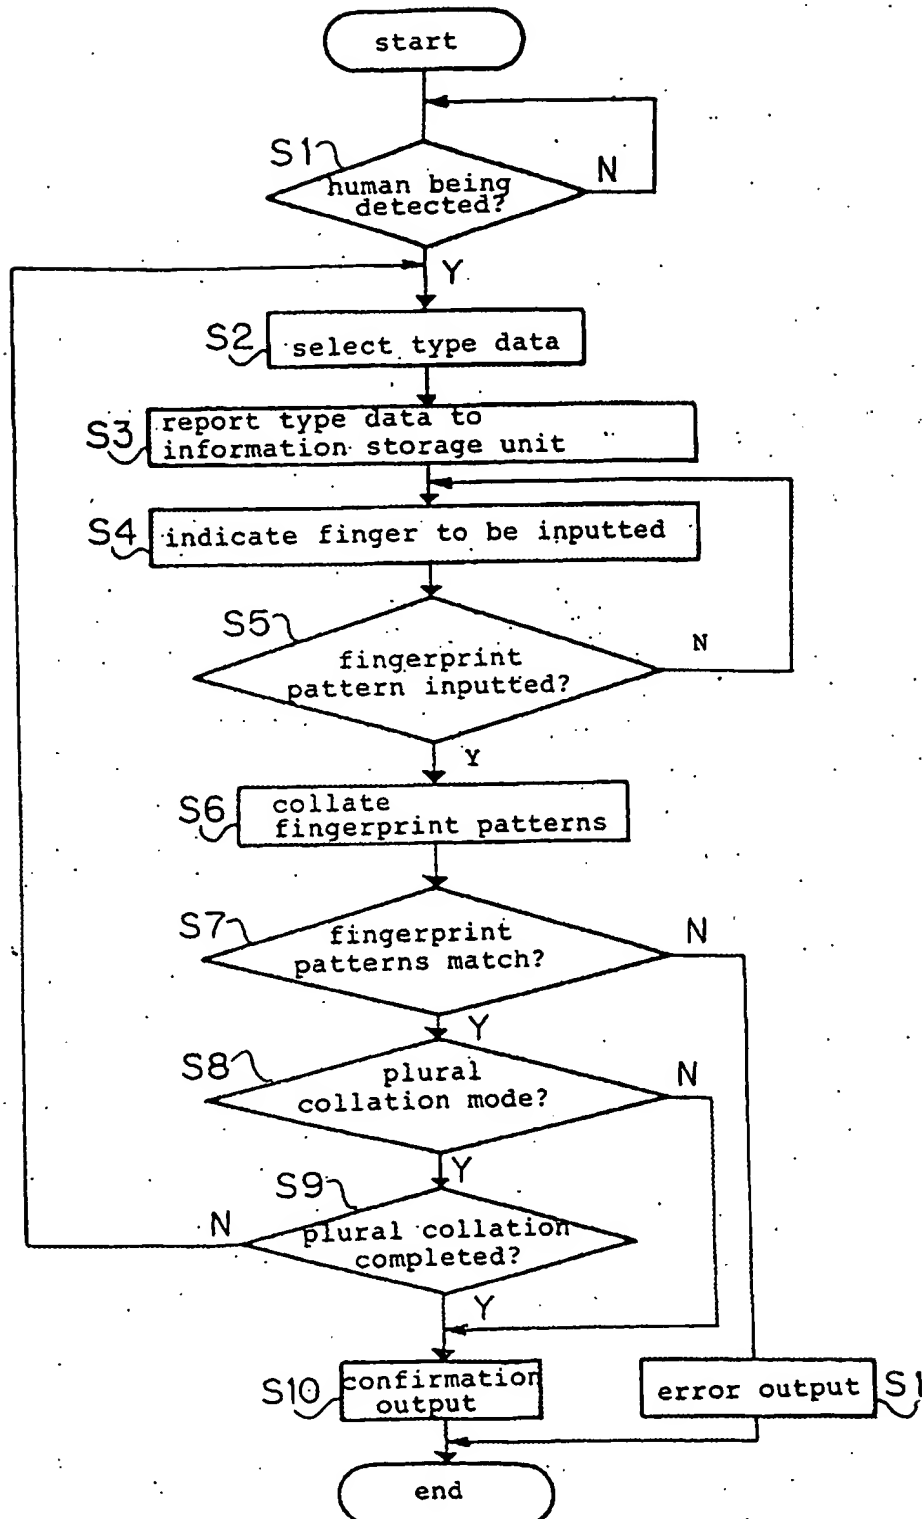 start
S1
human being
detected?
N
Y
S2
select type data
S3
report type data to
information storage unit
S4
indicate finger to be inputted
S5
fingerprint
pattern inputted?
N
Y
S6
collate
fingerprint patterns
S7
fingerprint
patterns match?
N
Y
S8
plural
collation mode?
N
Y
S9
plural collation
completed?
N
Y
S10
confirmation
output
error output
S1
end